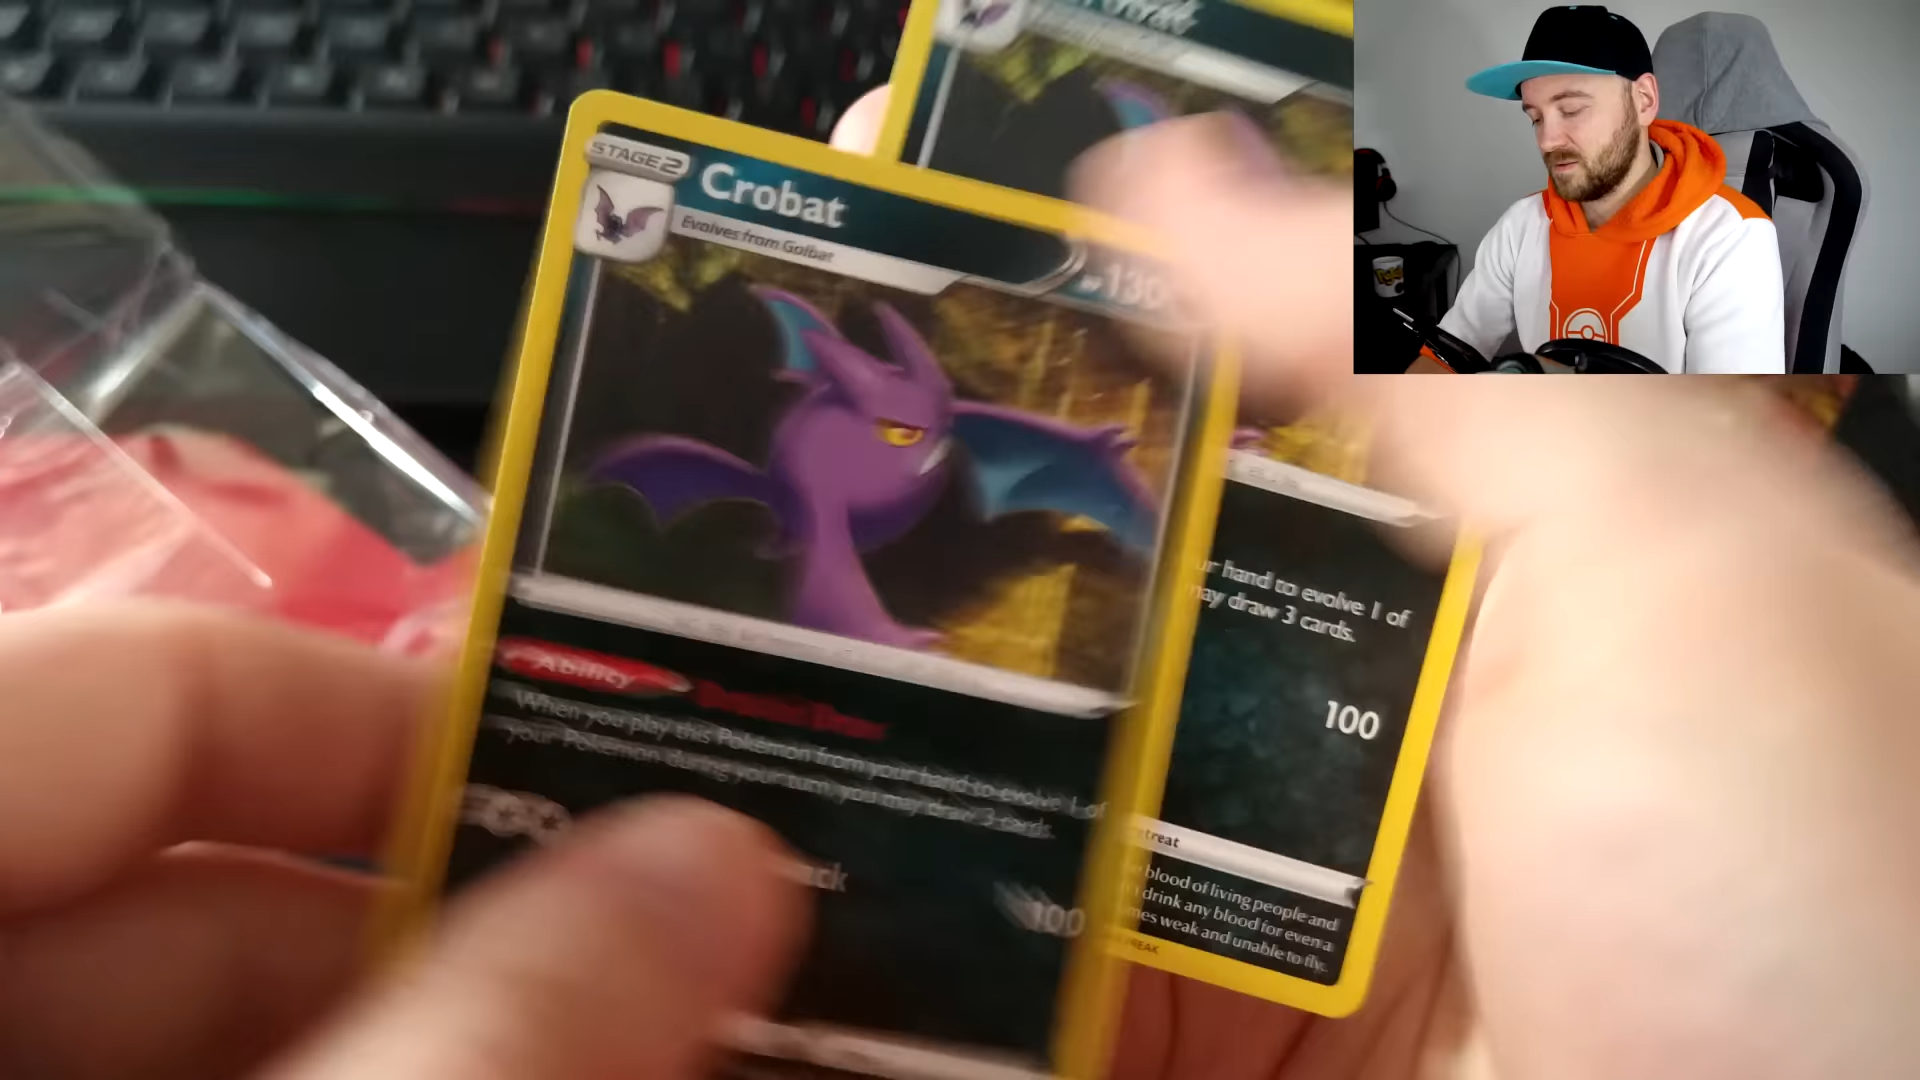 STAGE 2
Crobat
Evolves from Golbat
130
Ability
When you play this Pokémon from your hand to evolve 1 of
your Pokémon during your turn, you may draw 3 cards.
100
hand to evolve 1 of
may draw 3 cards.
100
retreat
blood of living people and
drink any blood for even a
weak and unable to fly.